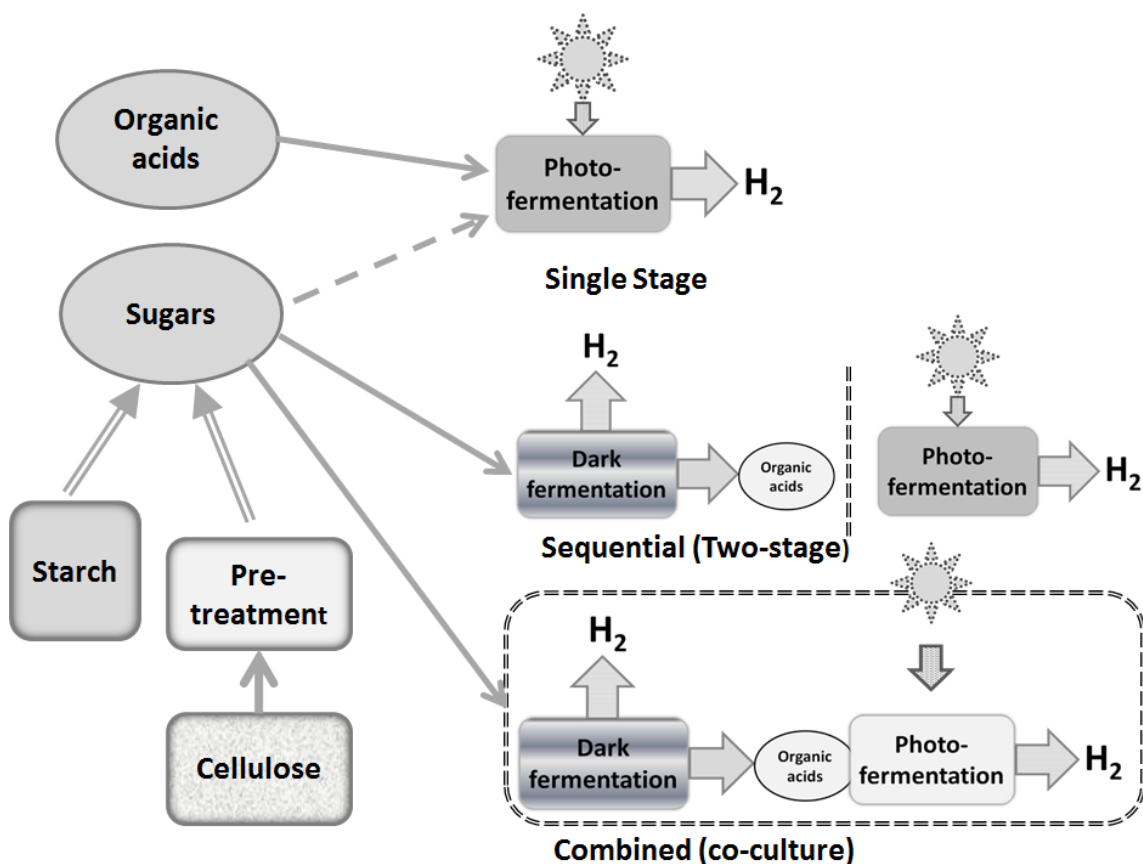 Organic
acids
Photo-
fermentation
H2
Single Stage
Sugars
H2
Dark
fermentation
Organic
acids
Photo-
fermentation
H2
Sequential (Two-stage)
Starch
Pre-
treatment
Cellulose
H2
Dark
fermentation
Organic
acids
Photo-
fermentation
H2
Combined (co-culture)